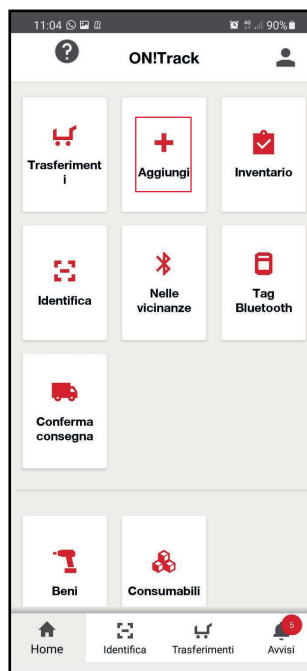 11:04 90%
? ON!Track
Trasferiment
i
Aggiungi
Inventario
Identifica
Nelle
vicinanze
Tag
Bluetooth
Conferma
consegna
Beni
Consumabili
5
Home
Identifica
Trasferimenti
Avvisi